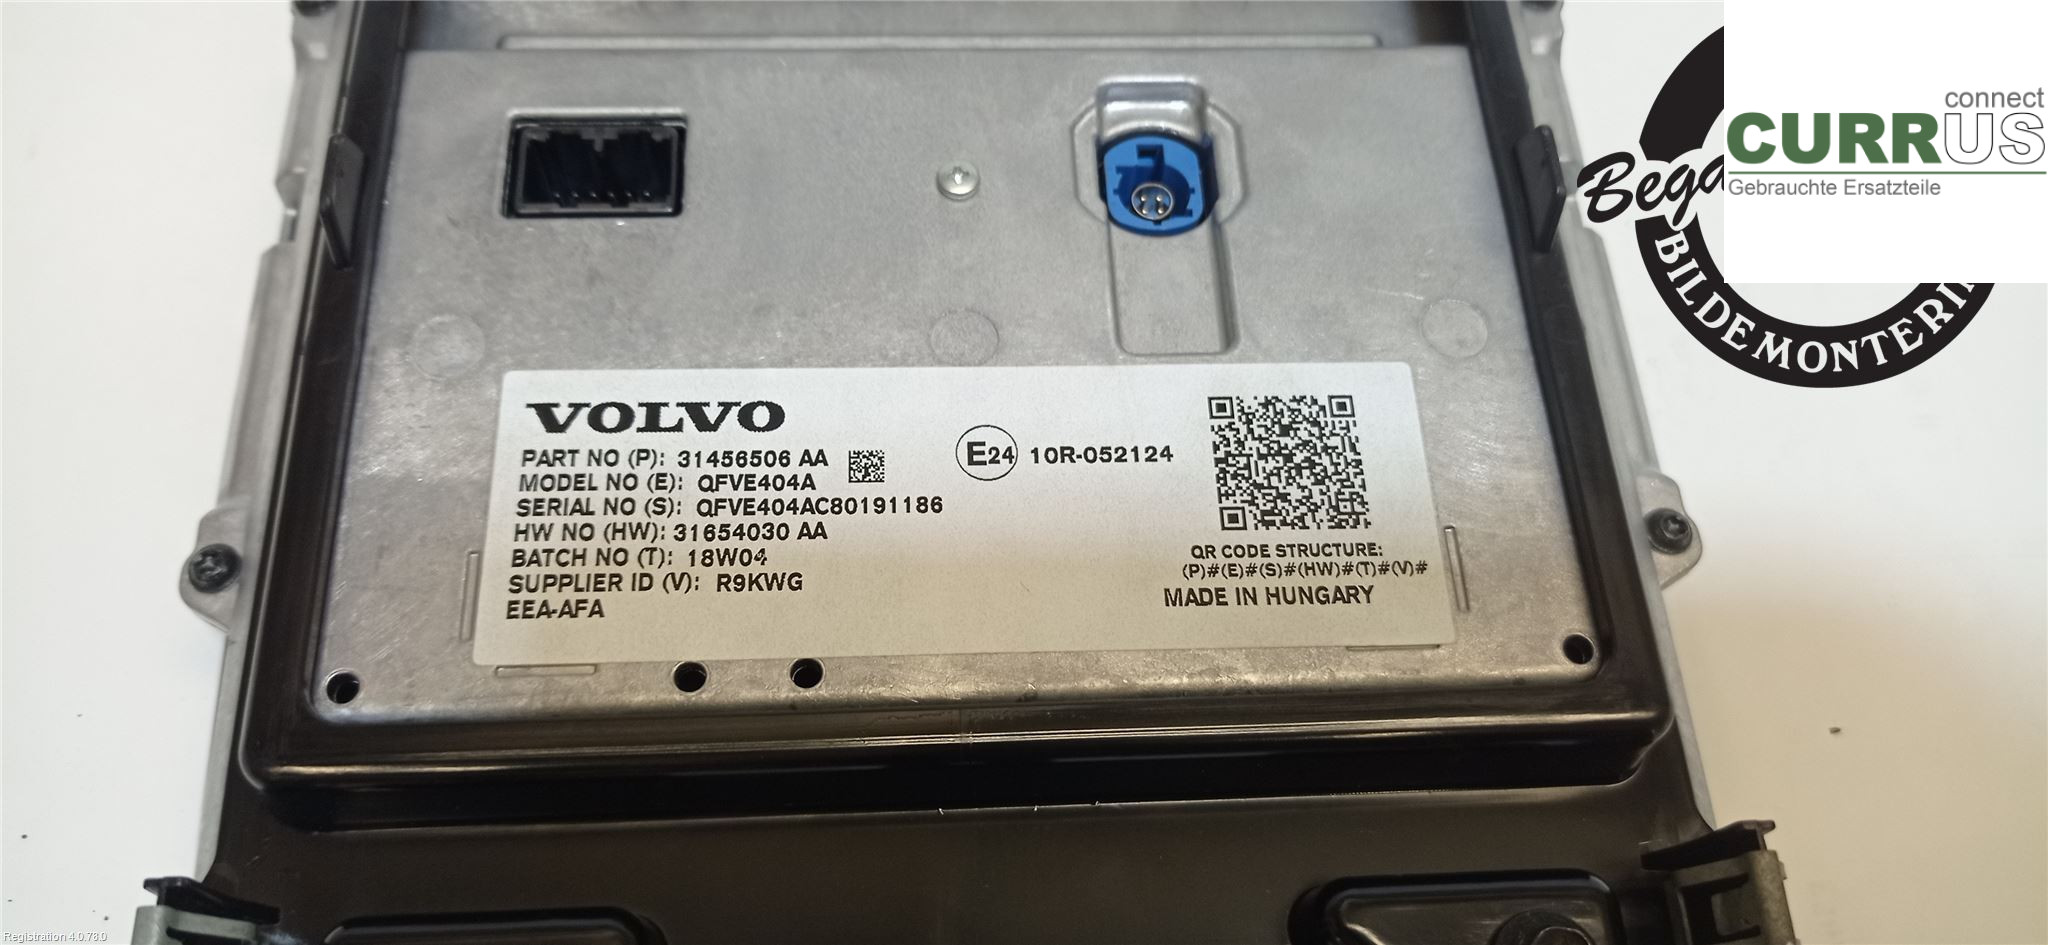 connect
CURRUS
Gebrauchte Ersatzteile
BILDEMONTERI
VOLVO
PART NO (P): 31456506 AA
MODEL NO (E): QFVE404A
SERIAL NO (S): QFVE404AC80191186
HW NO (HW): 31654030 AA
BATCH NO (T): 18W04
SUPPLIER ID (V): R9KWG
EEA-AFA
E24 10R-052124
QR CODE STRUCTURE:
(P)#(E)#(S)#(HW)#(T)#(V)#
MADE IN HUNGARY
Registration 4.0.78.0